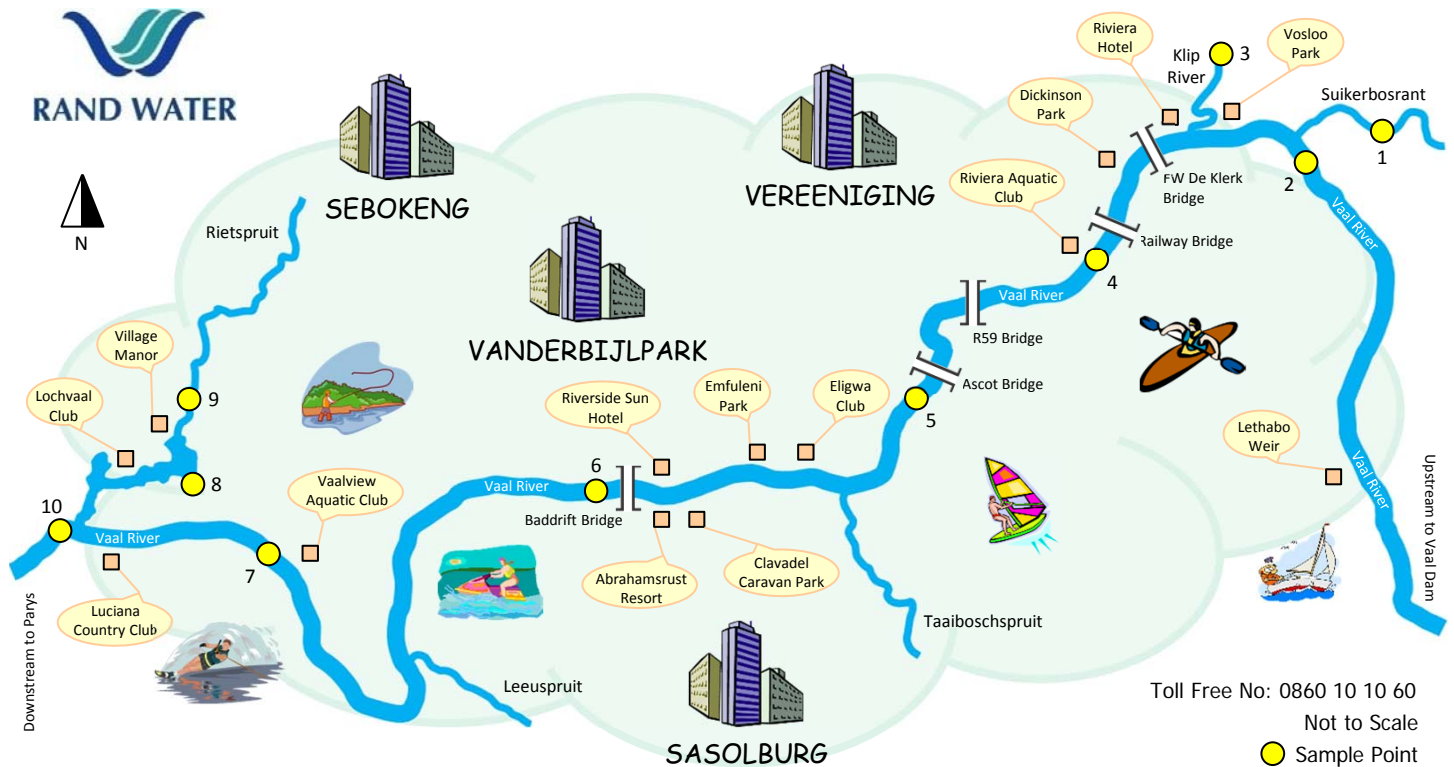 RAND WATER
N
SEBOKENG
VEREENIGING
VANDERBIJLPARK
SASOLBURG
Riviera
Hotel
Klip
River
3
Vosloo
Park
Suikerbosrant
1
2
Dickinson
Park
FW De Klerk
Bridge
Riviera Aquatic
Club
Railway Bridge
4
Vaal River
Vaal River
R59 Bridge
Ascot Bridge
5
Lethabo
Weir
Vaal River
Upstream to Vaal Dam
Rietspruit
Village
Manor
Lochvaal
Club
9
8
10
Vaal River
7
Vaalview
Aquatic Club
Luciana
Country Club
Downstream to Parys
Riverside Sun
Hotel
Emfuleni
Park
Eligwa
Club
6
Vaal River
Baddrift Bridge
Abrahamsrust
Resort
Clavadel
Caravan Park
Taaiboschspruit
Leeuspruit
Toll Free No: 0860 10 10 60
Not to Scale
Sample Point